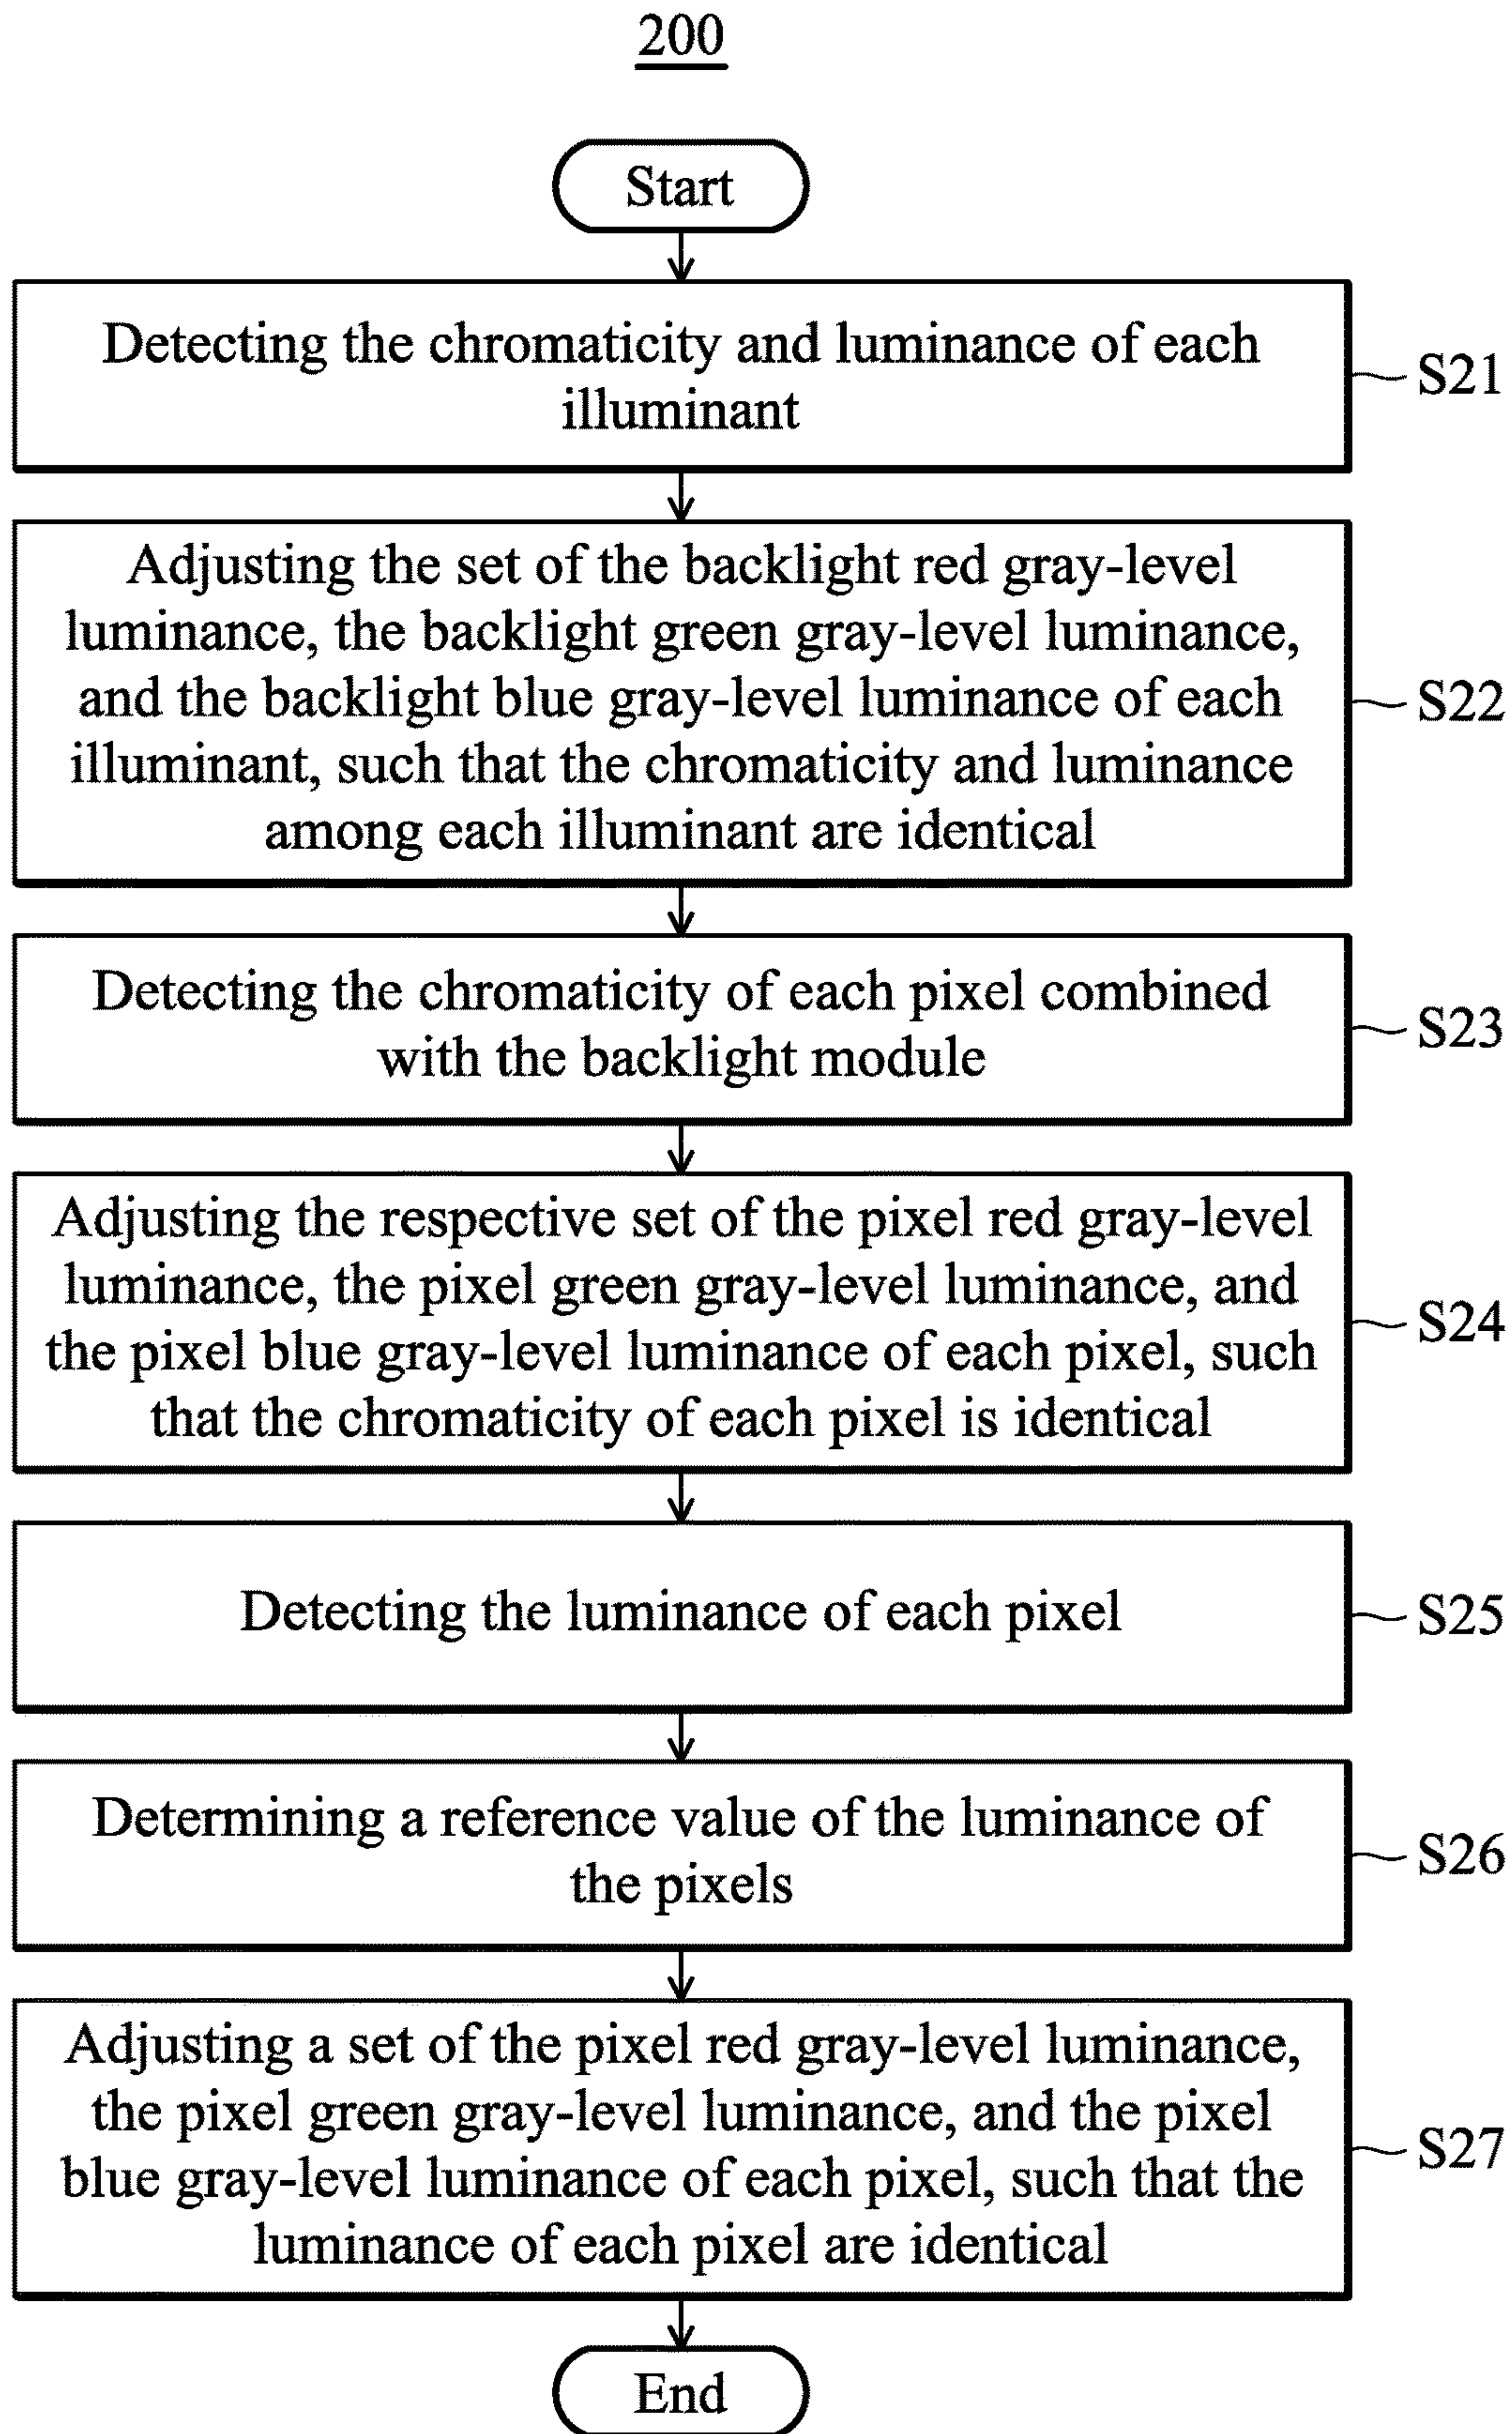 200
Start
Detecting the chromaticity and luminance of each
illuminant
S21
Adjusting the set of the backlight red gray-level
luminance, the backlight green gray-level luminance,
and the backlight blue gray-level luminance of each
illuminant, such that the chromaticity and luminance
among each illuminant are identical
S22
Detecting the chromaticity of each pixel combined
with the backlight module
S23
Adjusting the respective set of the pixel red gray-level
luminance, the pixel green gray-level luminance, and
the pixel blue gray-level luminance of each pixel, such
that the chromaticity of each pixel is identical
S24
Detecting the luminance of each pixel
S25
Determining a reference value of the luminance of
the pixels
S26
Adjusting a set of the pixel red gray-level luminance,
the pixel green gray-level luminance, and the pixel
blue gray-level luminance of each pixel, such that the
luminance of each pixel are identical
S27
End